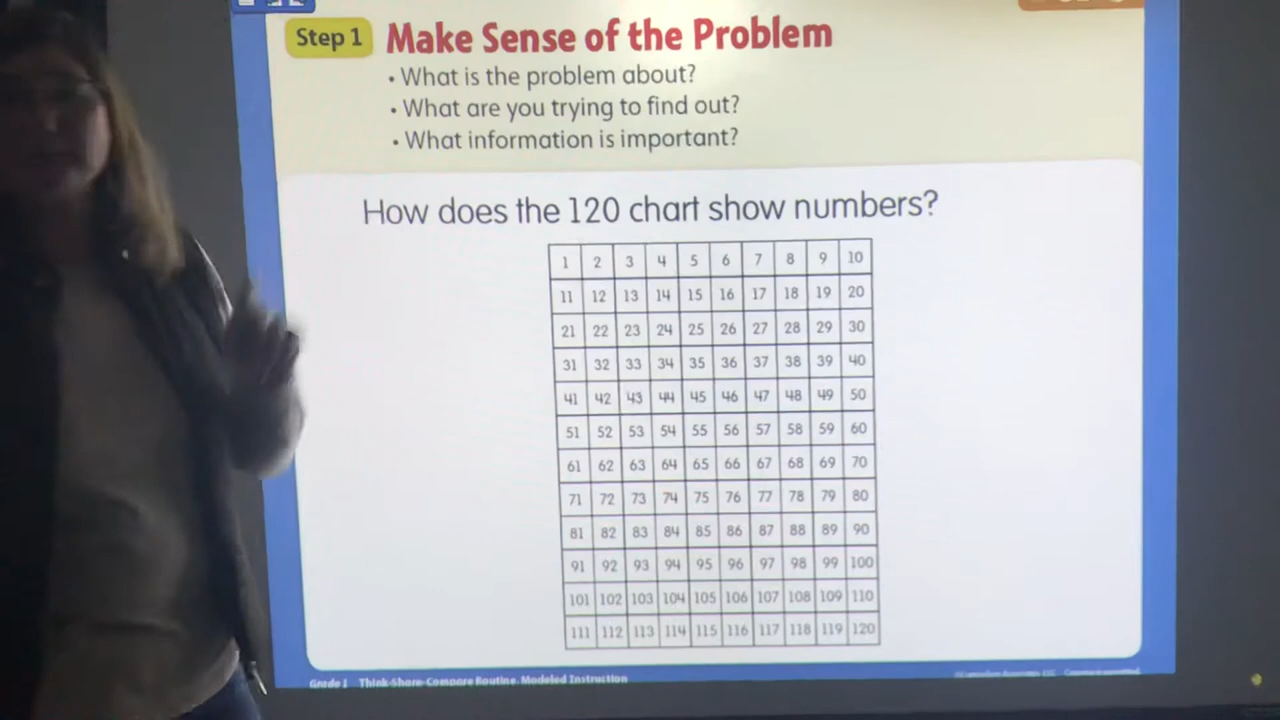 Step 1 Make Sense of the Problem
• What is the problem about?
• What are you trying to find out?
• What information is important?
How does the 120 chart show numbers?
1 2 3 4 5 6 7 8 9 10
11 12 13 14 15 16 17 18 19 20
21 22 23 24 25 26 27 28 29 30
31 32 33 34 35 36 37 38 39 40
41 42 43 44 45 46 47 48 49 50
51 52 53 54 55 56 57 58 59 60
61 62 63 64 65 66 67 68 69 70
71 72 73 74 75 76 77 78 79 80
81 82 83 84 85 86 87 88 89 90
91 92 93 94 95 96 97 98 99 100
101 102 103 104 105 106 107 108 109 110
111 112 113 114 115 116 117 118 119 120
Grade 1 Think-Share-Compare Routine, Modeled Instruction